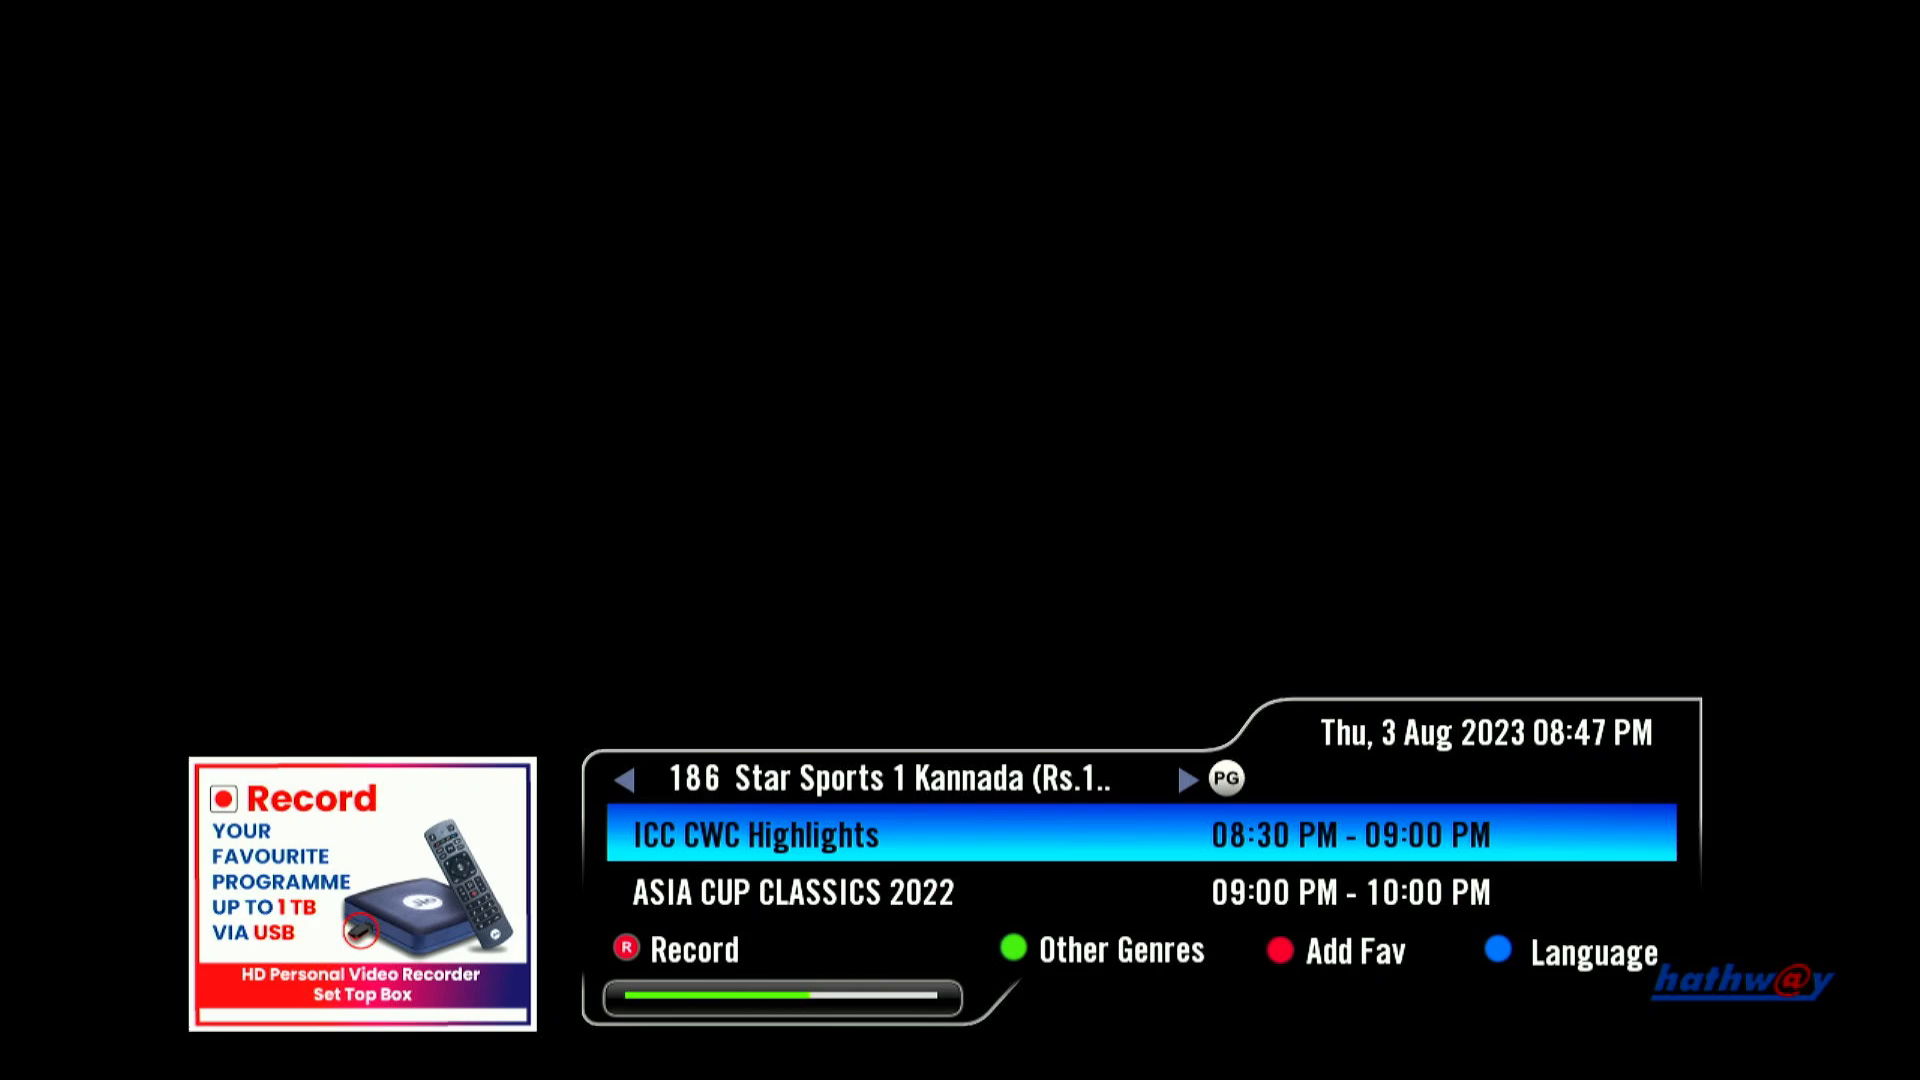 Thu, 3 Aug 2023 08:47 PM
186 Star Sports 1 Kannada (Rs.1..
PG
ICC CWC Highlights 08:30 PM - 09:00 PM
ASIA CUP CLASSICS 2022 09:00 PM - 10:00 PM
R Record Other Genres Add Fav Language
hathw@y
Record
YOUR
FAVOURITE
PROGRAMME
UP TO 1 TB
VIA USB
Jio
HD Personal Video Recorder
Set Top Box